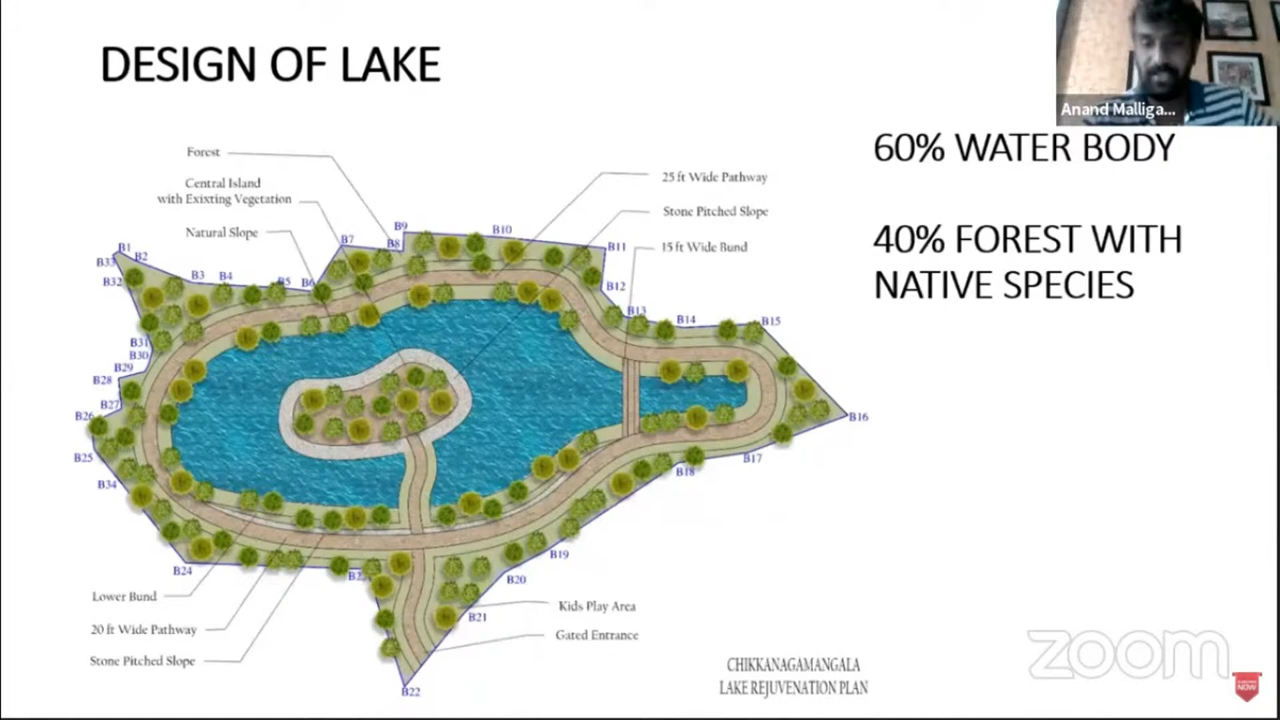 DESIGN OF LAKE
Anand Malliga...
60% WATER BODY
40% FOREST WITH
NATIVE SPECIES
Forest
Central Island
with Exixting Vegetation
Natural Slope
25 ft Wide Pathway
Stone Pitched Slope
15 ft Wide Bund
B1
B2
B33
B32
B3
B4
B5
B6
B7
B8
B9
B10
B11
B12
B13
B14
B15
B16
B17
B18
B19
B20
B21
B22
B24
B34
B25
B26
B27
B28
B29
B30
B31
Lower Bund
20 ft Wide Pathway
Stone Pitched Slope
Kids Play Area
Gated Entrance
CHIKKANAGAMANGALA
LAKE REJUVENATION PLAN
zoom
NOW